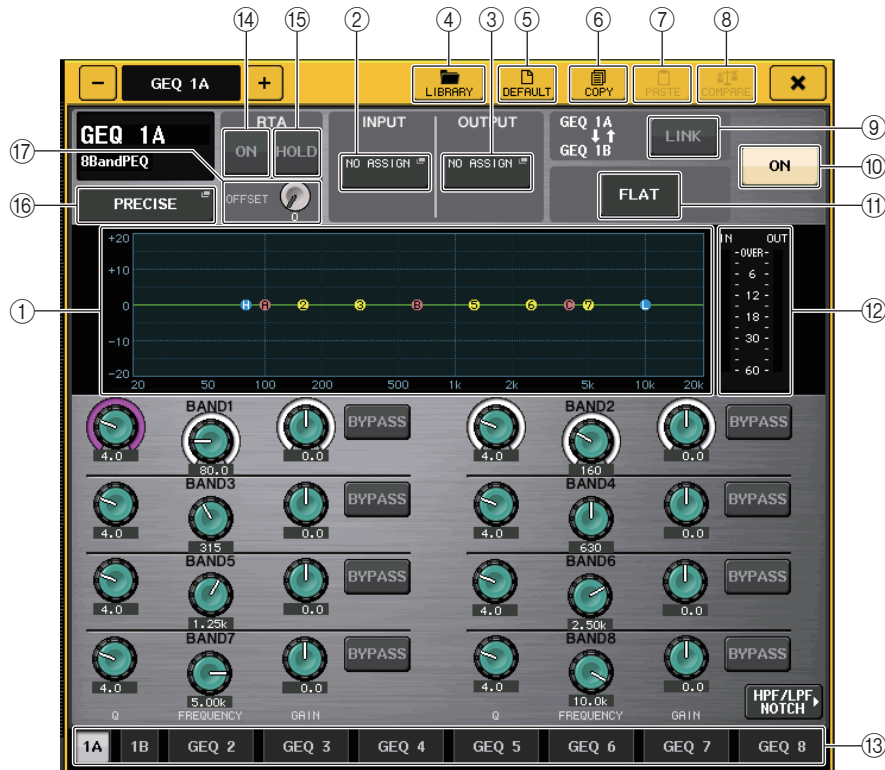 ⑭ ⑮ ② ④ ③ ⑤ ⑥ ⑦ ⑧
− GEQ 1A + LIBRARY DEFAULT COPY PASTE COMPARE ×
GEQ 1A
8BandPEQ
RTA
ON HOLD
INPUT OUTPUT
NO ASSIGN NO ASSIGN
GEQ 1A
↓↑
GEQ 1B
LINK
ON
⑨
⑩
⑰
⑯
PRECISE
OFFSET
0
FLAT
⑪
①
+20
+10
0
-10
-20
20 50 100 200 500 1k 2k 5k 10k 20k
H A 2 3 B 5 6 C 7 L
IN OUT
-OVER-
- 6 -
- 12 -
- 18 -
- 30 -
- 60 -
⑫
BAND1 BAND2
4.0 80.0 0.0 BYPASS 4.0 160 0.0 BYPASS
BAND3 BAND4
4.0 315 0.0 BYPASS 4.0 630 0.0 BYPASS
BAND5 BAND6
4.0 1.25k 0.0 BYPASS 4.0 2.50k 0.0 BYPASS
BAND7 BAND8
4.0 5.00k 0.0 BYPASS 4.0 10.0k 0.0 BYPASS
Q FREQUENCY GAIN Q FREQUENCY GAIN
HPF/LPF
NOTCH
1A 1B GEQ 2 GEQ 3 GEQ 4 GEQ 5 GEQ 6 GEQ 7 GEQ 8
⑬